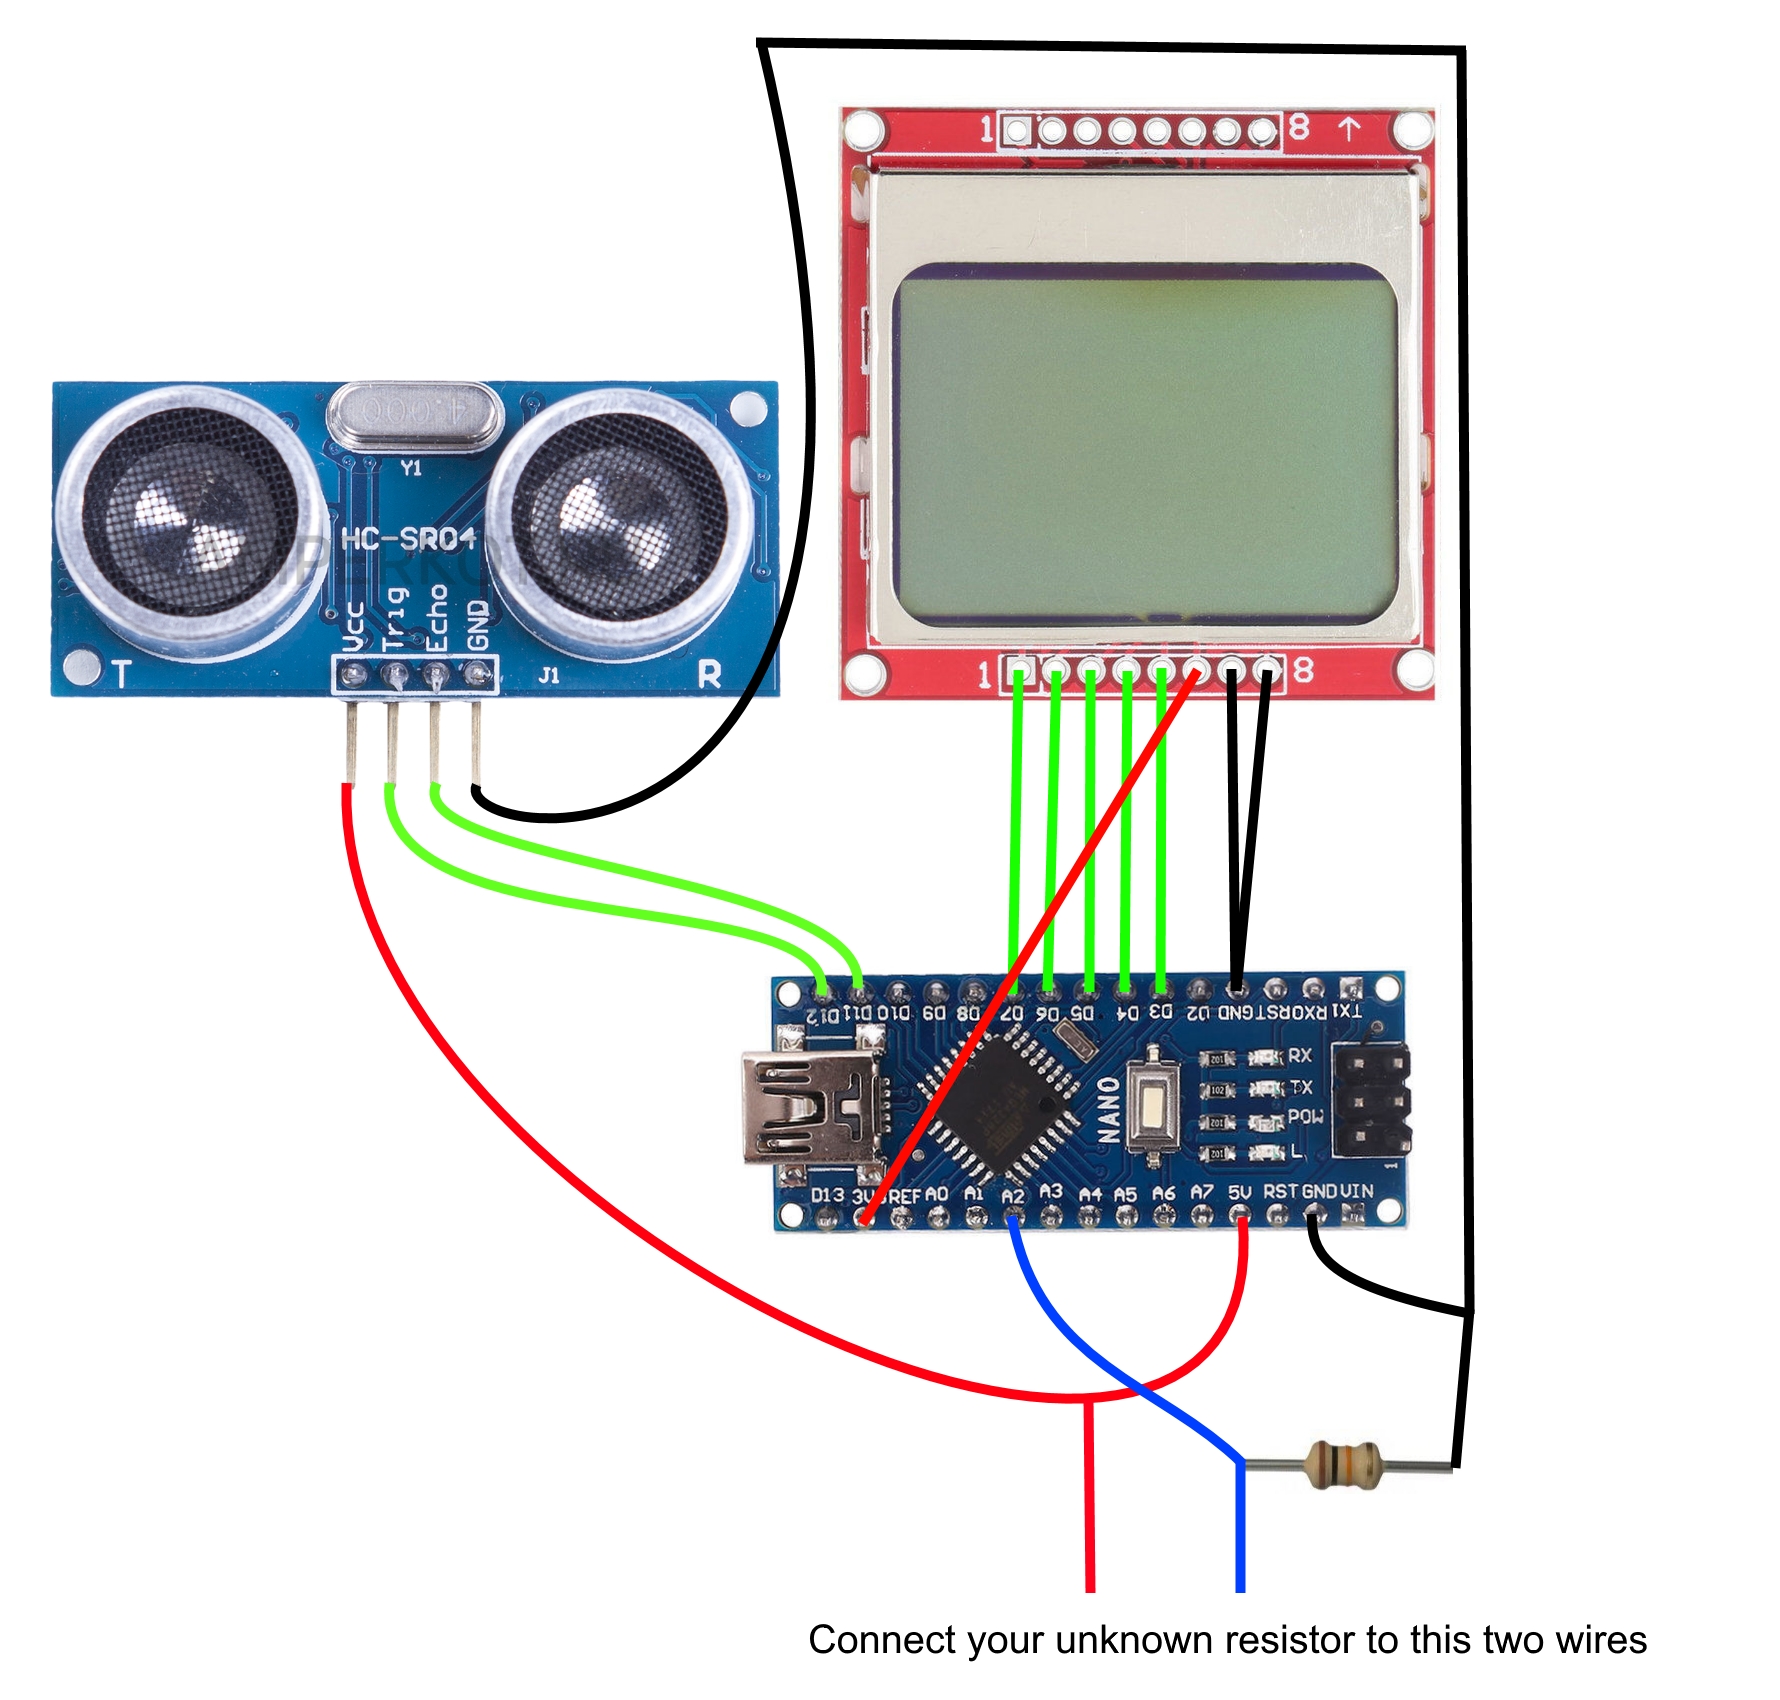 1 8 ↑
4.000
Y1
HC-SR04
Vcc Trig Echo GND
T J1 R
1 8
D12 D11 D10 D9 D8 D7 D6 D5 D4 D3 D2 GND RST RX0 TX1
RX
TX
POW
L
NANO
D13 3V REF A0 A1 A2 A3 A4 A5 A6 A7 5V RST GND VIN
Connect your unknown resistor to this two wires